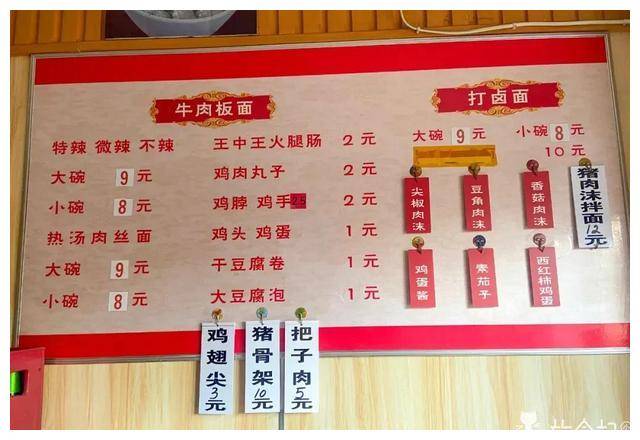 牛肉板面
特辣 微辣 不辣
大碗 9 元
小碗 8 元
热汤肉丝面
大碗 9 元
小碗 8 元
王中王火腿肠 2 元
鸡肉丸子 2 元
鸡脖 鸡手 2.5 2 元
鸡头 鸡蛋 1 元
干豆腐卷 1 元
大豆腐泡 1 元
鸡翅尖 3元
猪骨架 10元
把子肉 5元
打卤面
大碗 9 元 小碗 8 元
10 元
尖椒肉沫
豆角肉沫
香菇肉沫
猪肉沫拌面 12元
鸡蛋酱
素茄子
西红柿鸡蛋